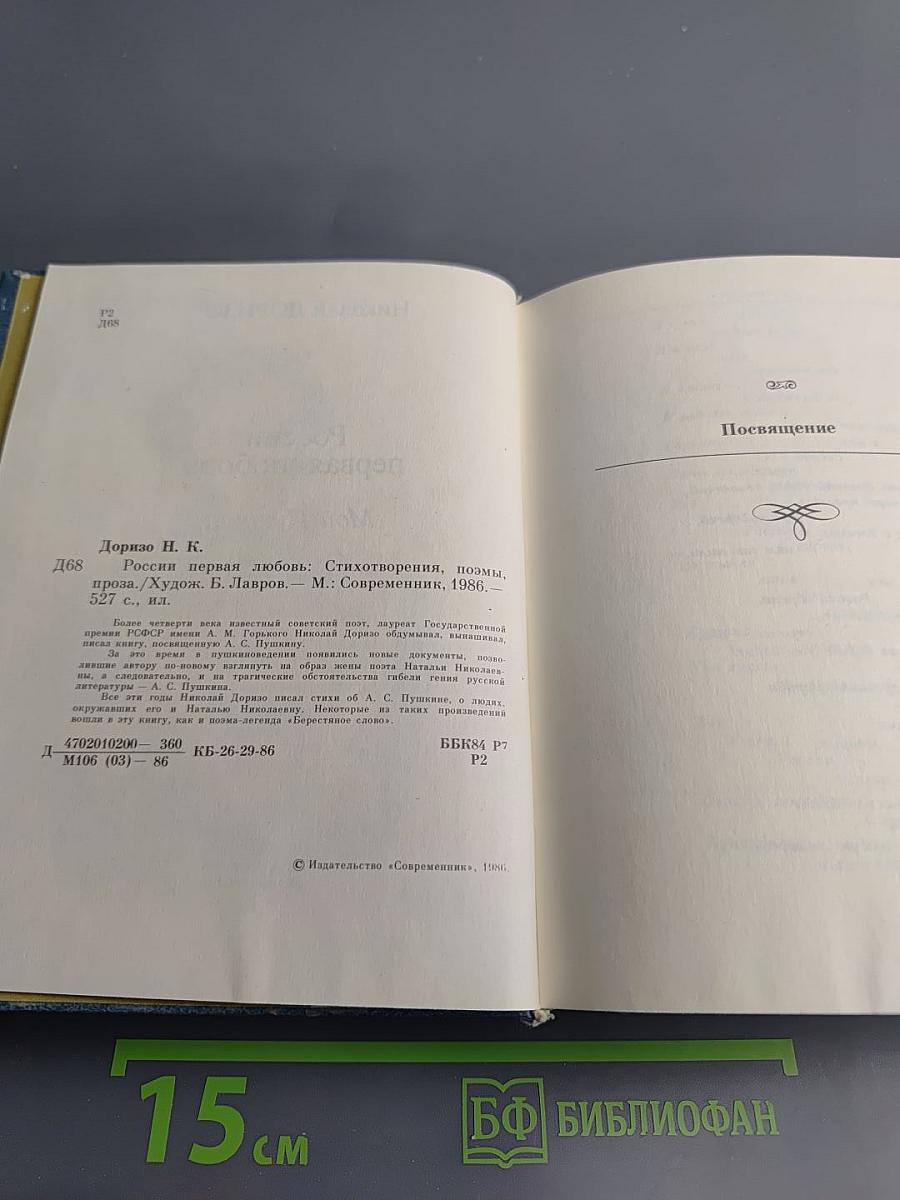 Р2
Д68
Доризо Н. К.
Д68 России первая любовь: Стихотворения, поэмы,
проза./Худож. Б. Лавров.— М.: Современник, 1986.—
527 с., ил.
Более четверти века известный советский поэт, лауреат Государственной
премии РСФСР имени А. М. Горького Николай Доризо обдумывал, вынашивал,
писал книгу, посвященную А. С. Пушкину.
За это время в пушкиноведении появились новые документы, позво-
лившие автору по-новому взглянуть на образ жены поэта Натальи Николаев-
ны, а следовательно, и на трагические обстоятельства гибели гения русской
литературы — А. С. Пушкина.
Все эти годы Николай Доризо писал стихи об А. С. Пушкине, о людях,
окружавших его и Наталью Николаевну. Некоторые из таких произведений
вошли в эту книгу, как и поэма-легенда «Берестяное слово».
Д 4702010200— 360 КБ-26-29-86
М106 (03)— 86
ББК84 Р7
Р2
© Издательство «Современник», 1986.
Посвящение
15 см
БФ БИБЛИОФАН